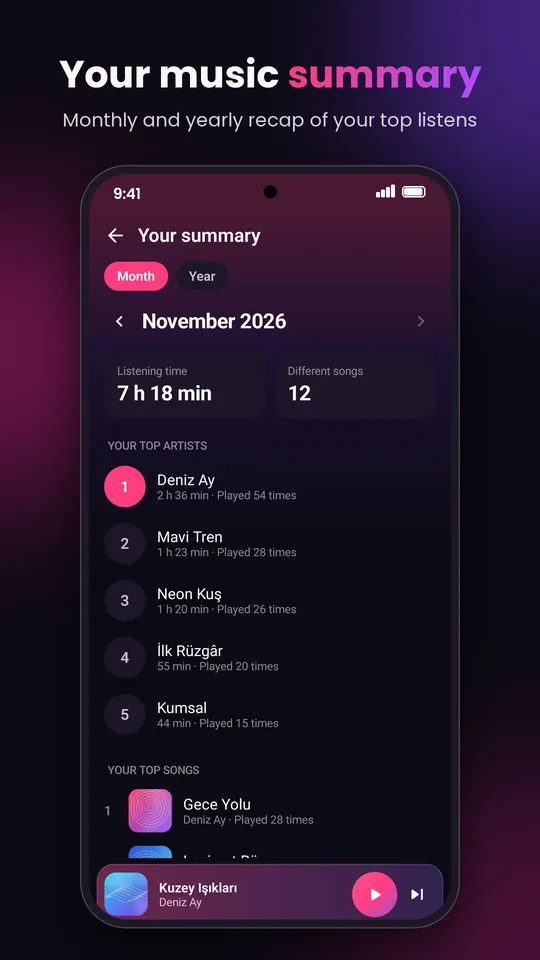 Your music summary
Monthly and yearly recap of your top listens
9:41
Your summary
Month Year
November 2026
Listening time
7 h 18 min
Different songs
12
YOUR TOP ARTISTS
1
Deniz Ay
2 h 36 min · Played 54 times
2
Mavi Tren
1 h 23 min · Played 28 times
3
Neon Kuş
1 h 20 min · Played 26 times
4
İlk Rüzgâr
55 min · Played 20 times
5
Kumsal
44 min · Played 15 times
YOUR TOP SONGS
1
Gece Yolu
Deniz Ay · Played 28 times
Kuzey Işıkları
Deniz Ay